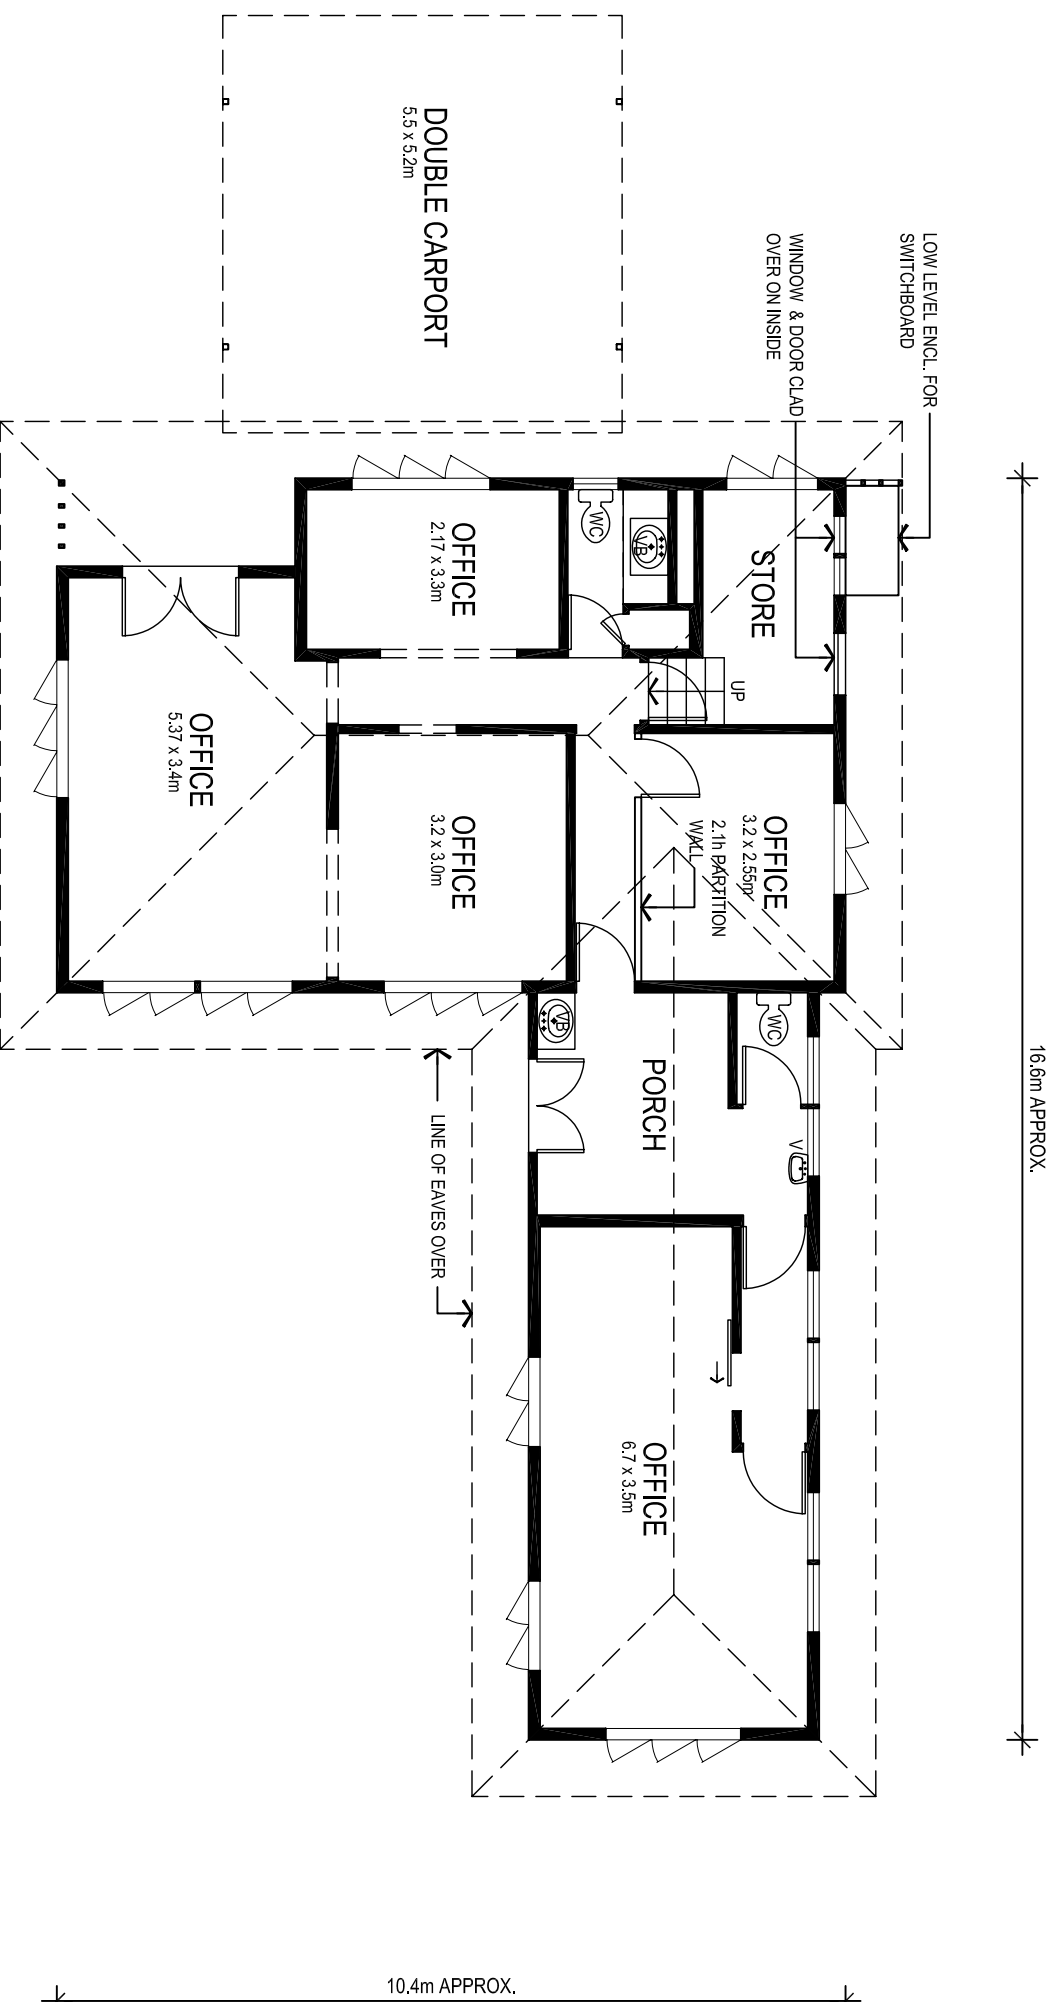 LOW LEVEL ENCL. FOR
SWITCHBOARD
WINDOW & DOOR CLAD
OVER ON INSIDE
DOUBLE CARPORT
5.5 x 5.2m
16.6m APPROX.
STORE
UP
WC
VB
OFFICE
2.17 x 3.3m
OFFICE
3.2 x 2.55m
2.1h PARTITION
WALL
OFFICE
3.2 x 3.0m
OFFICE
5.37 x 3.4m
WC
V
VB
PORCH
LINE OF EAVES OVER
OFFICE
6.7 x 3.5m
10.4m APPROX.